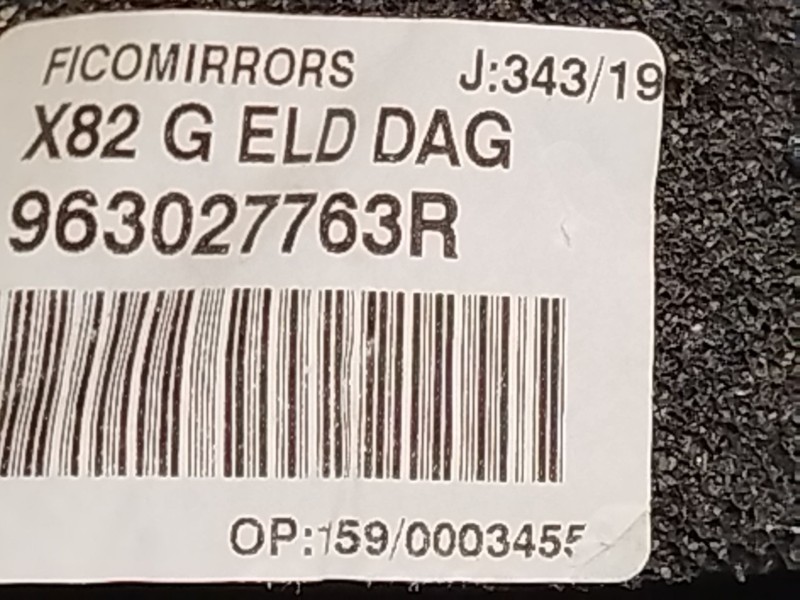 FICOMIRRORS J:343/19
X82 G ELD DAG
963027763R
OP:159/0003455